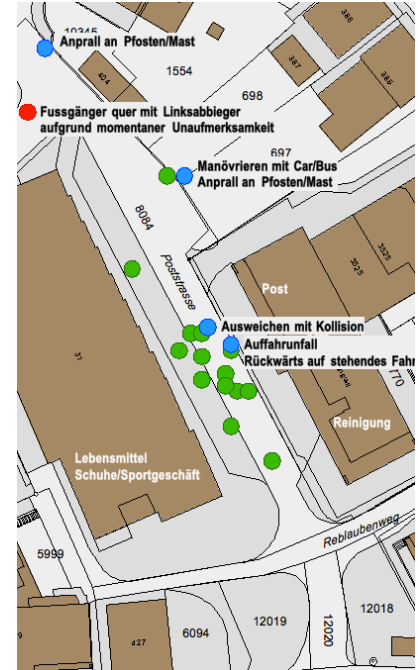 10345
Anprall an Pfosten/Mast
404
1554
387
386
698
Fussgänger quer mit Linksabbieger
aufgrund momentaner Unaufmerksamkeit
697
Manövrieren mit Car/Bus
Anprall an Pfosten/Mast
8084
Poststrasse
3525
3525
Post
31
Ausweichen mit Kollision
Auffahrunfall
Rückwärts auf stehendes Fahr
770
Reinigung
Lebensmittel
Schuhe/Sportgeschäft
Reblaubenweg
5999
12019
12018
6094
12020